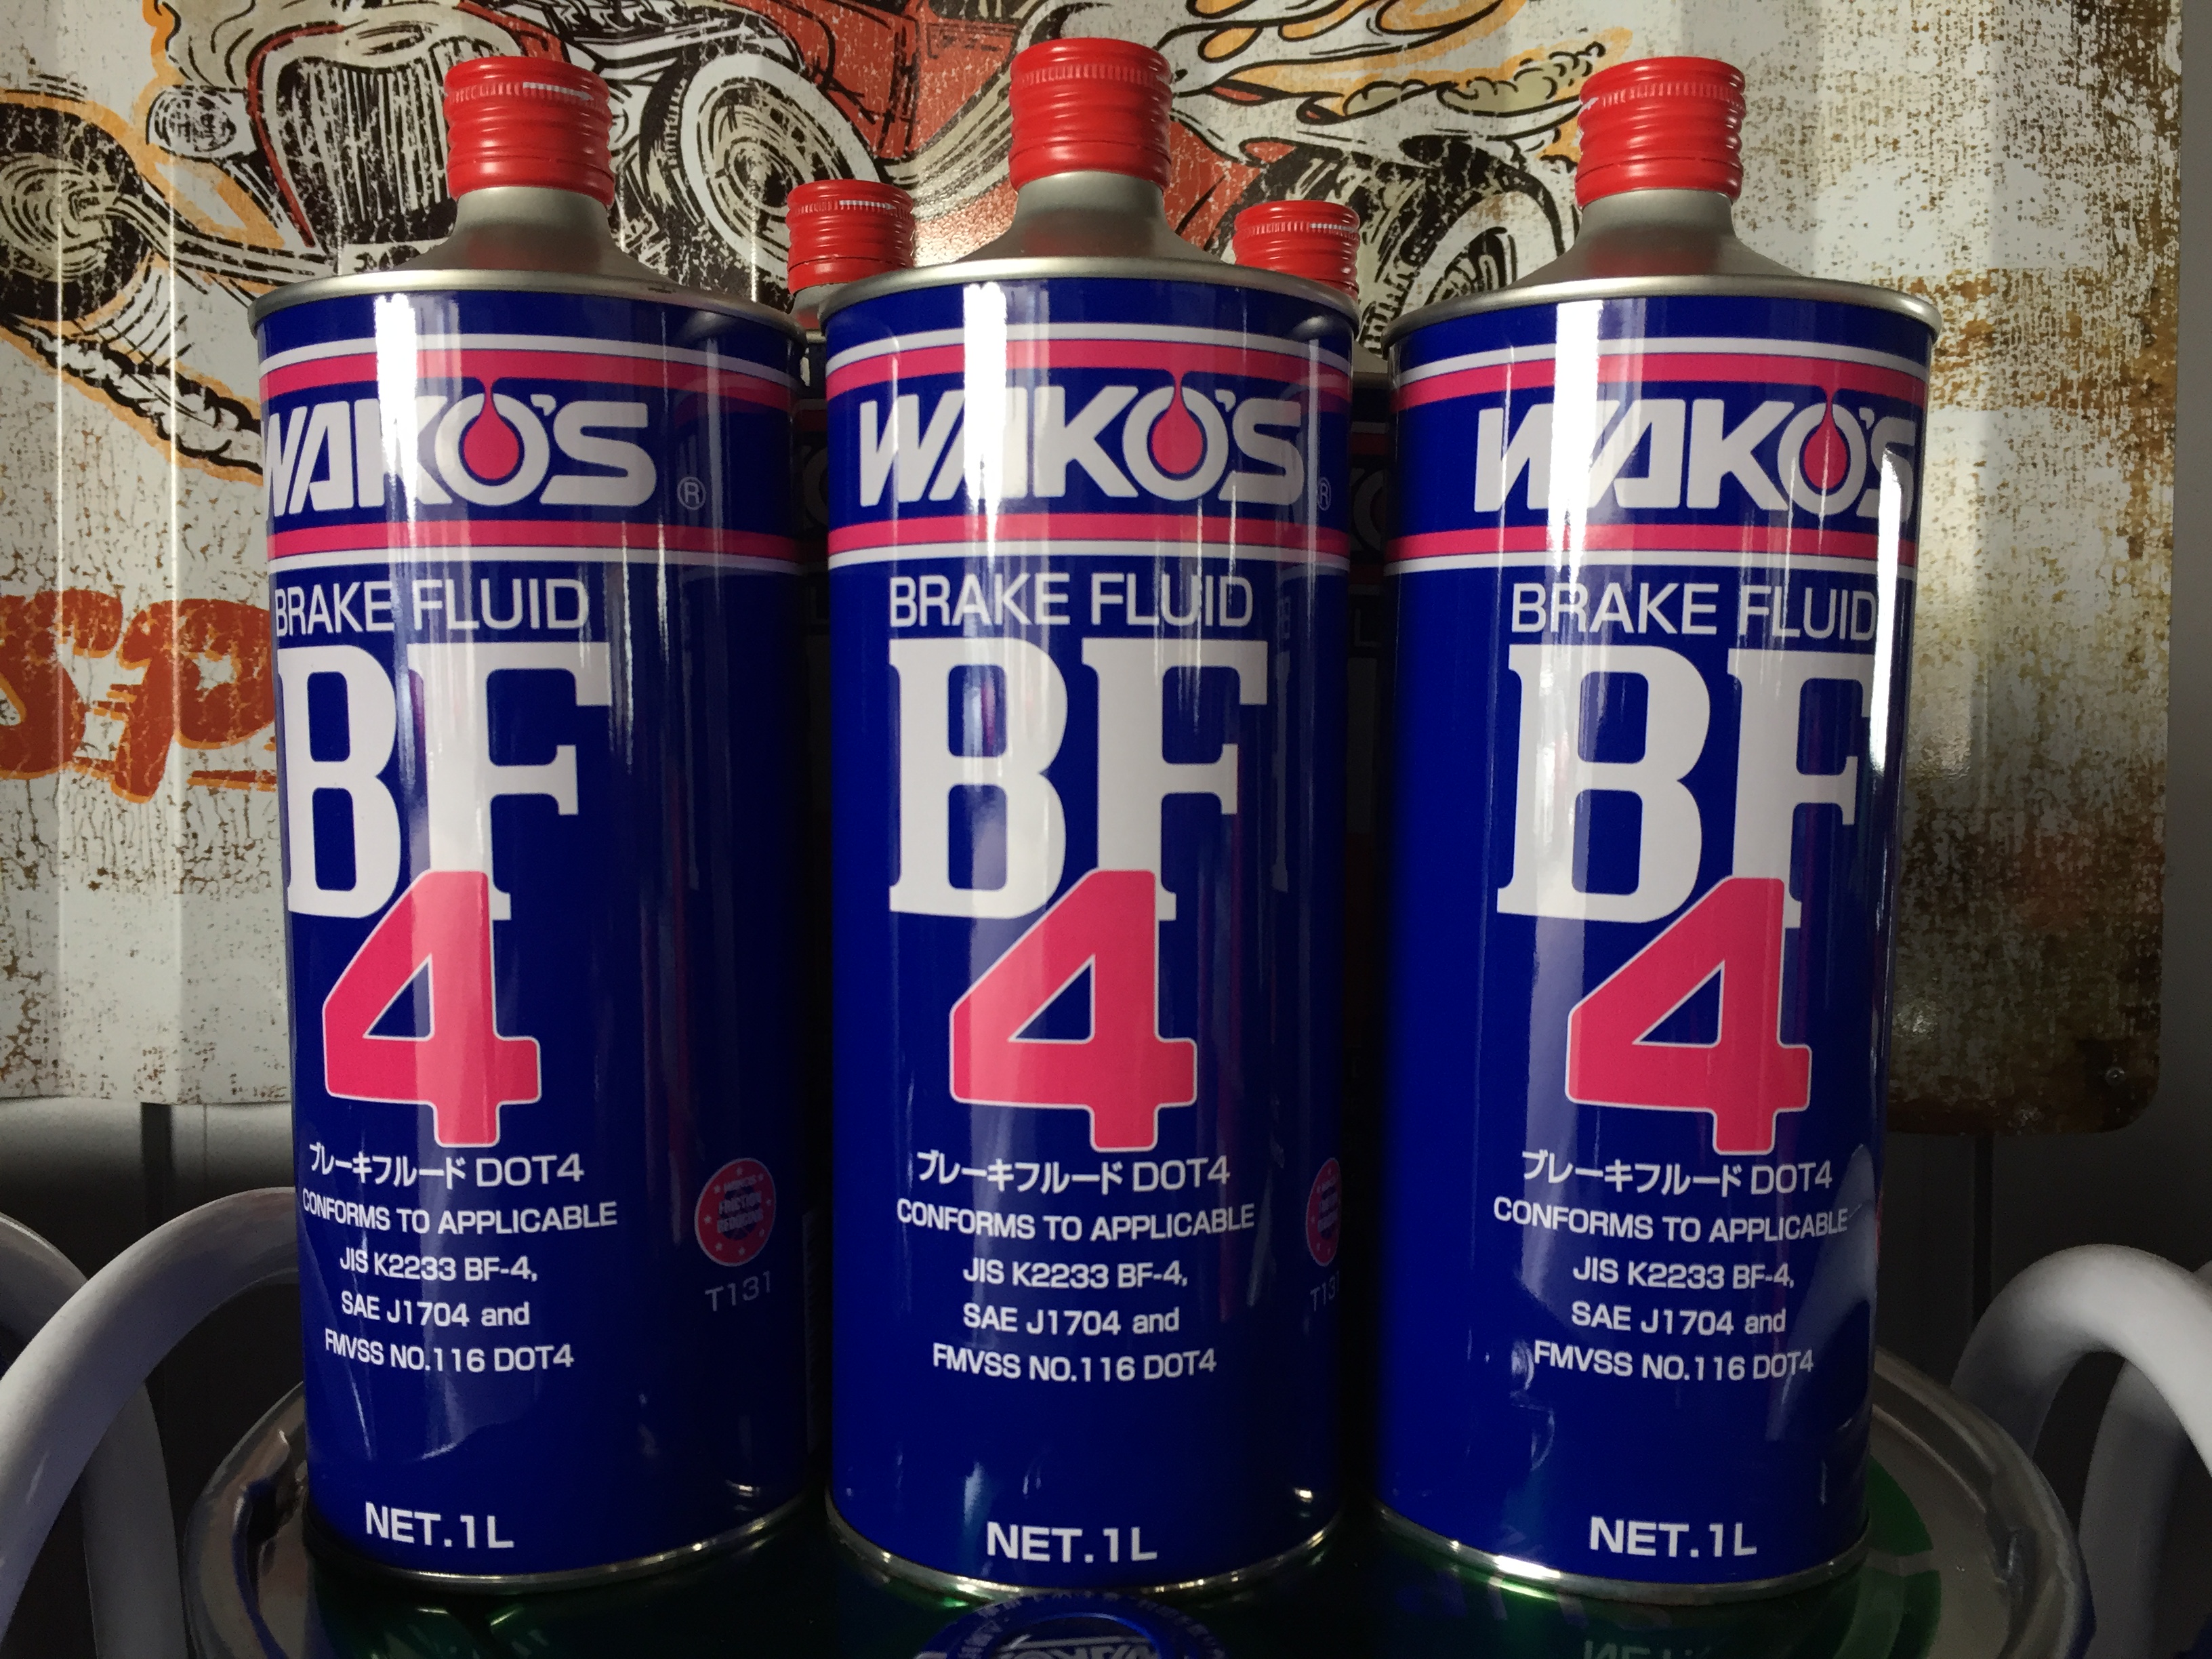 WAKO'S ®
BRAKE FLUID
BF
4
ブレーキフルード DOT4
CONFORMS TO APPLICABLE
JIS K2233 BF-4,
SAE J1704 and
FMVSS NO.116 DOT4
NET.1L
FRICTION
T131
WAKO'S ®
BRAKE FLUID
BF
4
ブレーキフルード DOT4
CONFORMS TO APPLICABLE
JIS K2233 BF-4,
SAE J1704 and
FMVSS NO.116 DOT4
NET.1L
WAKO'S
BRAKE FLUID
BF
4
ブレーキフルード DOT4
CONFORMS TO APPLICABLE
JIS K2233 BF-4,
SAE J1704 and
FMVSS NO.116 DOT4
NET.1L